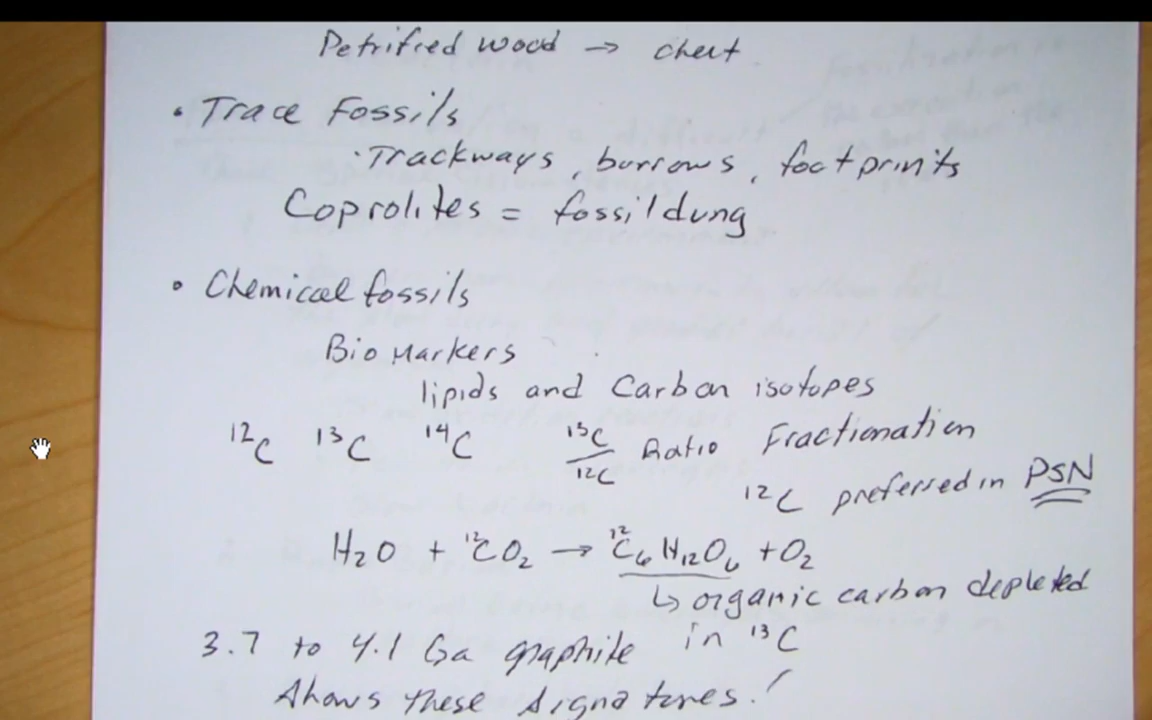 Petrified wood → chert
• Trace Fossils
• Trackways, burrows, footprints
Coprolites = fossil dung
• Chemical fossils
BioMarkers
lipids and Carbon isotopes
¹²C ¹³C ¹⁴C ¹³C/¹²C Ratio Fractionation
¹²C preferred in PSN
H₂O + ¹²CO₂ → ¹²C₆H₁₂O₆ + O₂
↳ organic carbon depleted
in ¹³C
3.7 to 4.1 Ga graphite
shows these signatures!